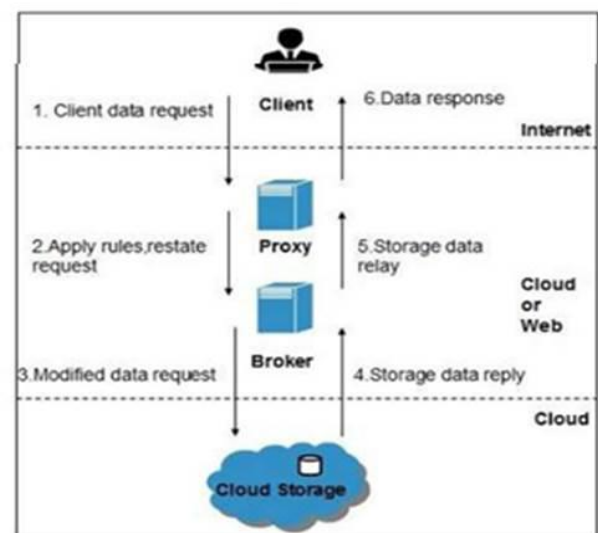 Client
1. Client data request
6.Data response
Internet
2.Apply rules,restate
request
Proxy
5.Storage data
relay
Cloud
or
Web
Broker
3.Modified data request
4.Storage data reply
Cloud
Cloud Storage